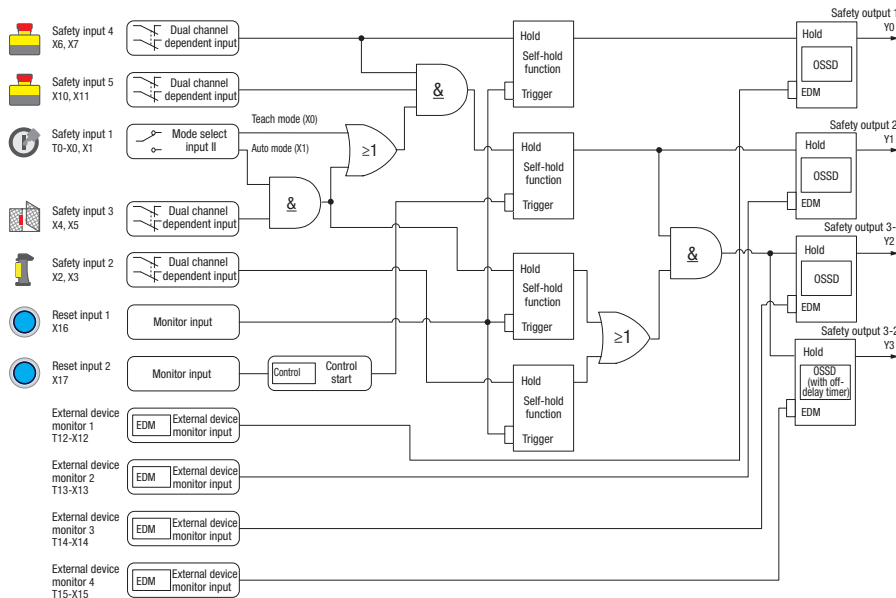 Safety input 4
X6, X7
Dual channel
dependent input
Safety input 5
X10, X11
Dual channel
dependent input
Safety input 1
T0-X0, X1
Mode select
input II
Teach mode (X0)
Auto mode (X1)
Safety input 3
X4, X5
Dual channel
dependent input
Safety input 2
X2, X3
Dual channel
dependent input
Reset input 1
X16
Monitor input
Reset input 2
X17
Monitor input
Control
Control
start
External device
monitor 1
T12-X12
EDM
External device
monitor input
External device
monitor 2
T13-X13
EDM
External device
monitor input
External device
monitor 3
T14-X14
EDM
External device
monitor input
External device
monitor 4
T15-X15
EDM
External device
monitor input
&
≥1
&
Hold
Self-hold
function
Trigger
Hold
Self-hold
function
Trigger
Hold
Self-hold
function
Trigger
Hold
Self-hold
function
Trigger
≥1
&
Safety output 1
Y0
Hold
OSSD
EDM
Safety output 2
Y1
Hold
OSSD
EDM
Safety output 3-
Y2
Hold
OSSD
EDM
Safety output 3-2
Y3
Hold
OSSD
(with off-
delay timer)
EDM